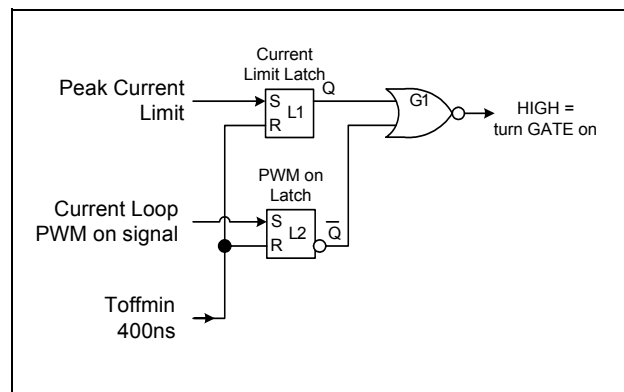 Current
Limit Latch
Peak Current
Limit
S
R
L1
Q
G1
HIGH =
turn GATE on
PWM on
Latch
Current Loop
PWM on signal
S
R
L2
Q̅
Toffmin
400ns